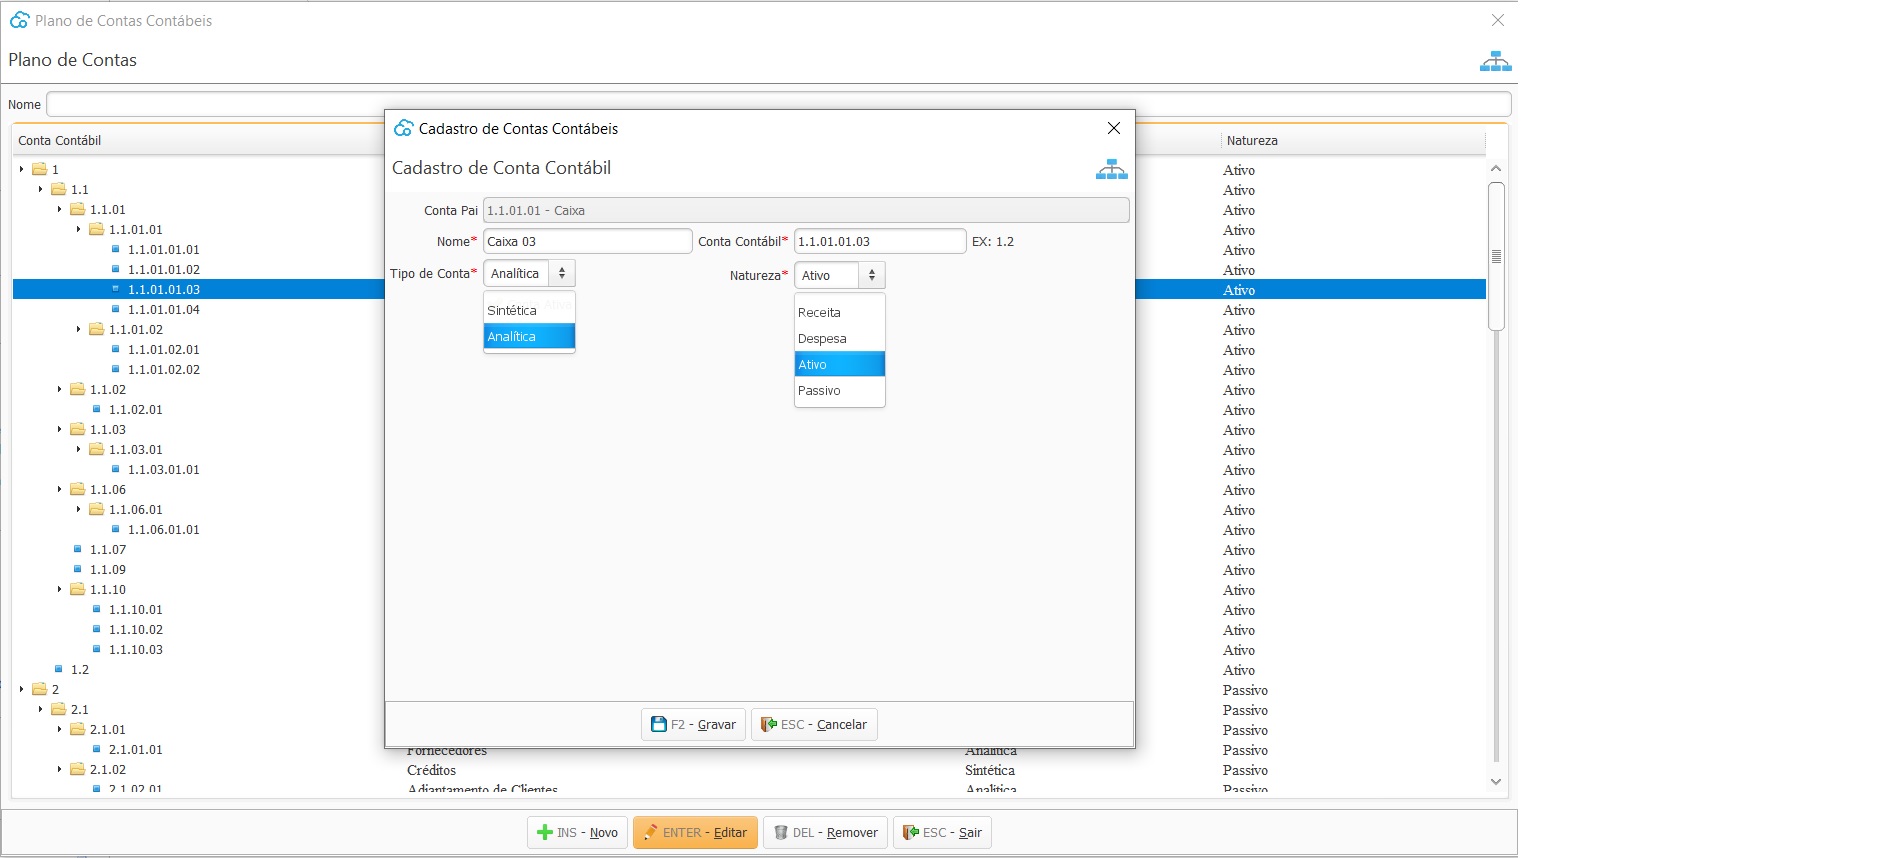 Plano de Contas Contábeis
Plano de Contas
Nome
Conta Contábil
Natureza
1 Ativo
1.1 Ativo
1.1.01 Ativo
1.1.01.01 Ativo
1.1.01.01.01 Ativo
1.1.01.01.02 Ativo
1.1.01.01.03 Ativo
1.1.01.01.04 Ativo
1.1.01.02 Ativo
1.1.01.02.01 Ativo
1.1.01.02.02 Ativo
1.1.02 Ativo
1.1.02.01 Ativo
1.1.03 Ativo
1.1.03.01 Ativo
1.1.03.01.01 Ativo
1.1.06 Ativo
1.1.06.01 Ativo
1.1.06.01.01 Ativo
1.1.07 Ativo
1.1.09 Ativo
1.1.10 Ativo
1.1.10.01 Ativo
1.1.10.02 Ativo
1.1.10.03 Ativo
1.2 Ativo
2 Passivo
2.1 Passivo
2.1.01 Passivo
2.1.01.01 Fornecedores Analítica Passivo
2.1.02 Créditos Sintética Passivo
2.1.02.01 Adiantamento de Clientes Analítica Passivo
Cadastro de Contas Contábeis
Cadastro de Conta Contábil
Conta Pai 1.1.01.01 - Caixa
Nome* Caixa 03 Conta Contábil* 1.1.01.01.03 EX: 1.2
Tipo de Conta* Analítica Natureza* Ativo
Sintética
Analítica
Receita
Despesa
Ativo
Passivo
F2 - Gravar ESC - Cancelar
INS - Novo ENTER - Editar DEL - Remover ESC - Sair